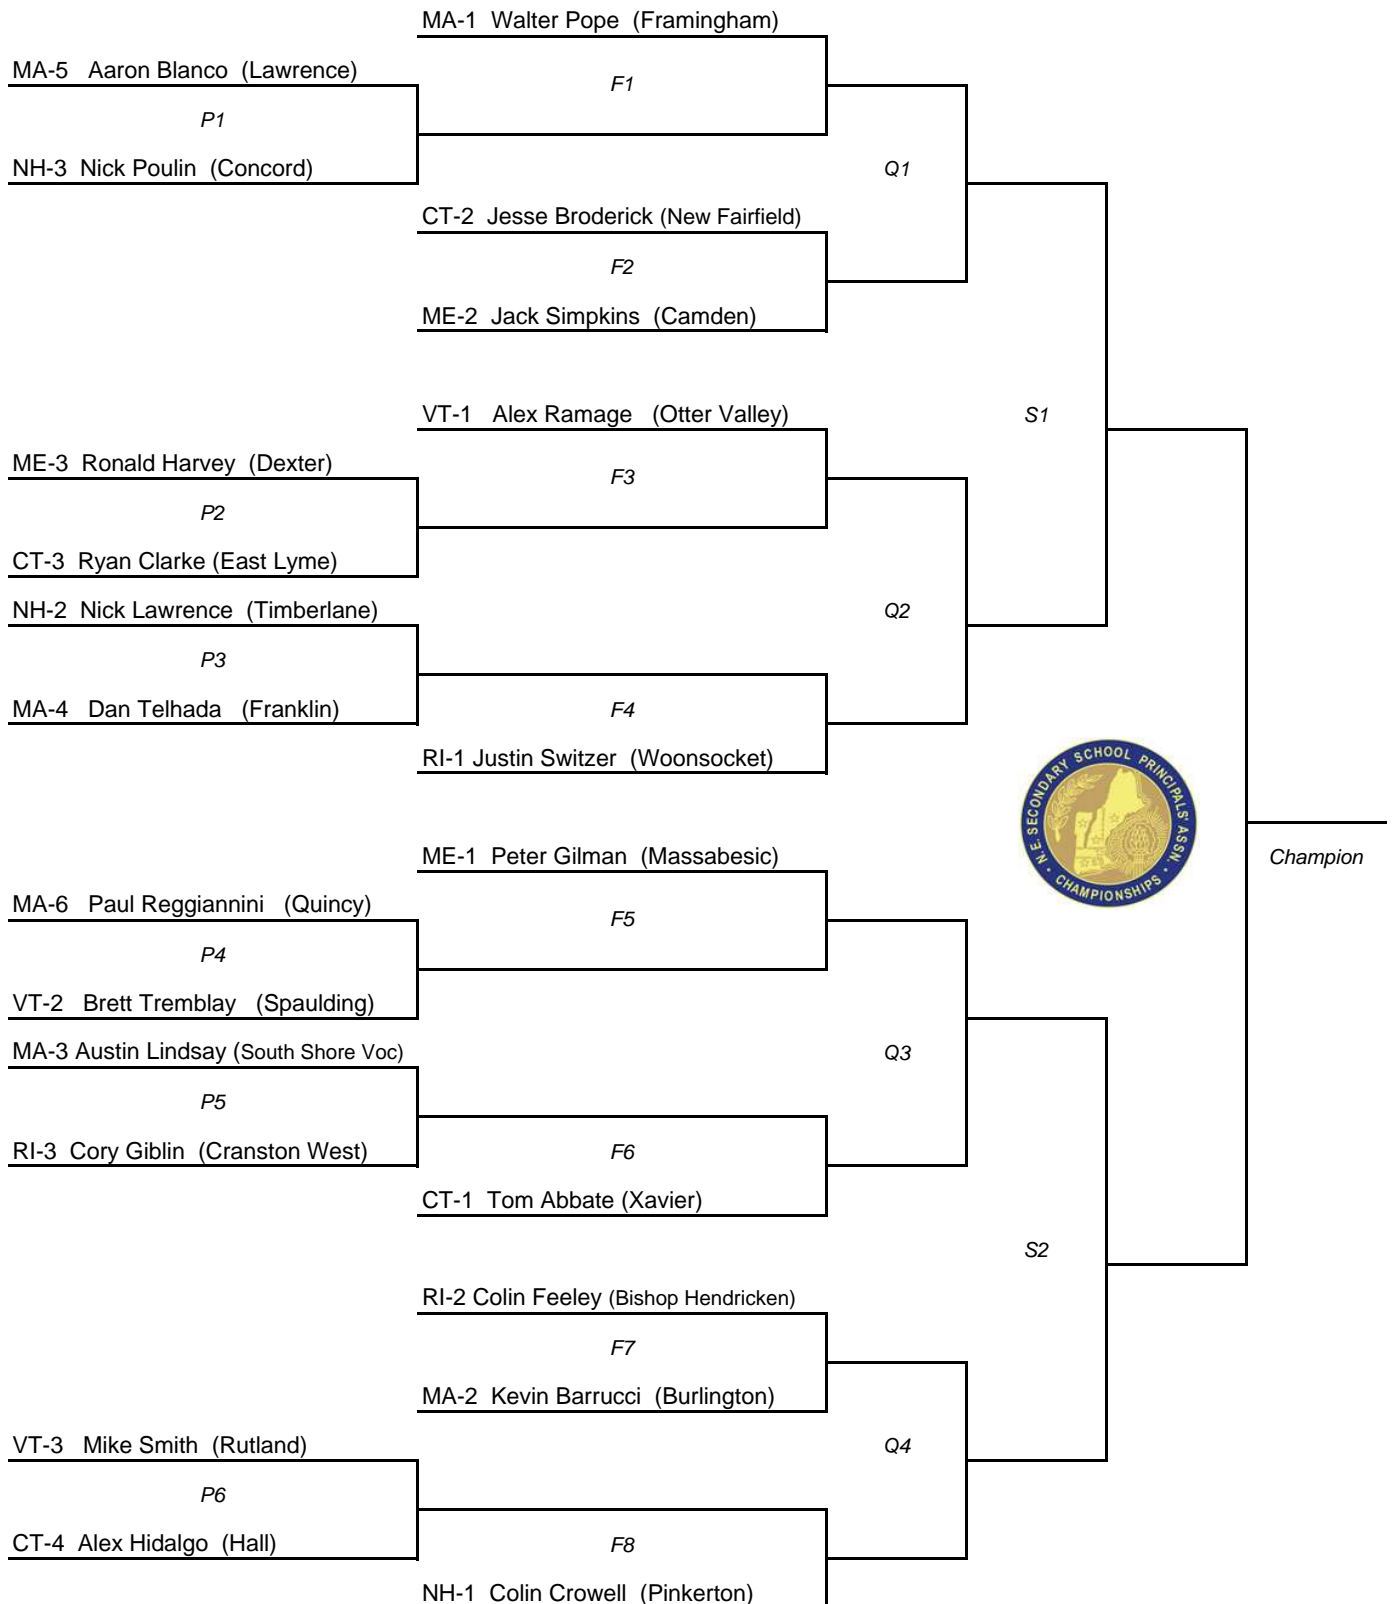 MA-1 Walter Pope (Framingham)
MA-5 Aaron Blanco (Lawrence)
F1
P1
NH-3 Nick Poulin (Concord)
Q1
CT-2 Jesse Broderick (New Fairfield)
F2
ME-2 Jack Simpkins (Camden)
VT-1 Alex Ramage (Otter Valley)
S1
ME-3 Ronald Harvey (Dexter)
F3
P2
CT-3 Ryan Clarke (East Lyme)
NH-2 Nick Lawrence (Timberlane)
Q2
P3
MA-4 Dan Telhada (Franklin)
F4
RI-1 Justin Switzer (Woonsocket)
N. E. SECONDARY SCHOOL PRINCIPALS' ASSN.
• CHAMPIONSHIPS •
ME-1 Peter Gilman (Massabesic)
Champion
MA-6 Paul Reggiannini (Quincy)
F5
P4
VT-2 Brett Tremblay (Spaulding)
MA-3 Austin Lindsay (South Shore Voc)
Q3
P5
RI-3 Cory Giblin (Cranston West)
F6
CT-1 Tom Abbate (Xavier)
S2
RI-2 Colin Feeley (Bishop Hendricken)
F7
MA-2 Kevin Barrucci (Burlington)
VT-3 Mike Smith (Rutland)
Q4
P6
CT-4 Alex Hidalgo (Hall)
F8
NH-1 Colin Crowell (Pinkerton)